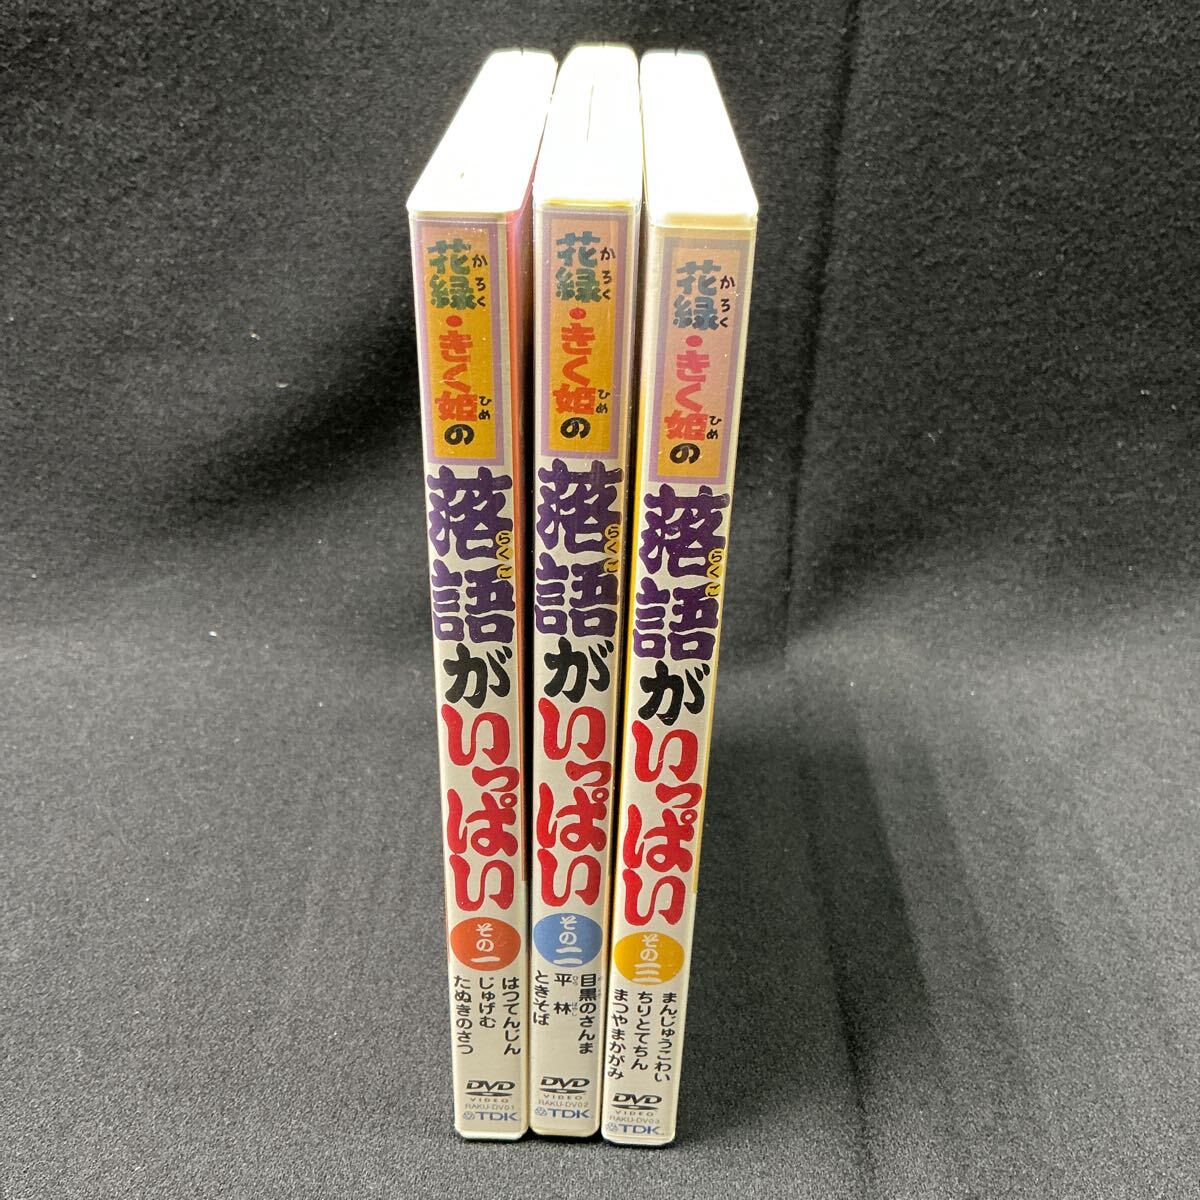 花緑・きく姫の
かろく
ひめ
落語がいっぱい
らくご
その一
はつてんじん
じゅげむ
たぬきのさつ
DVD
VIDEO
RAKU-DV01
TDK
花緑・きく姫の
かろく
ひめ
落語がいっぱい
らくご
その二
目黒のさんま
平林
ときそば
DVD
VIDEO
RAKU-DV02
TDK
花緑・きく姫の
かろく
ひめ
落語がいっぱい
らくご
その三
まんじゅうこわい
ちりとてちん
まつやまかがみ
DVD
VIDEO
RAKU-DV03
TDK